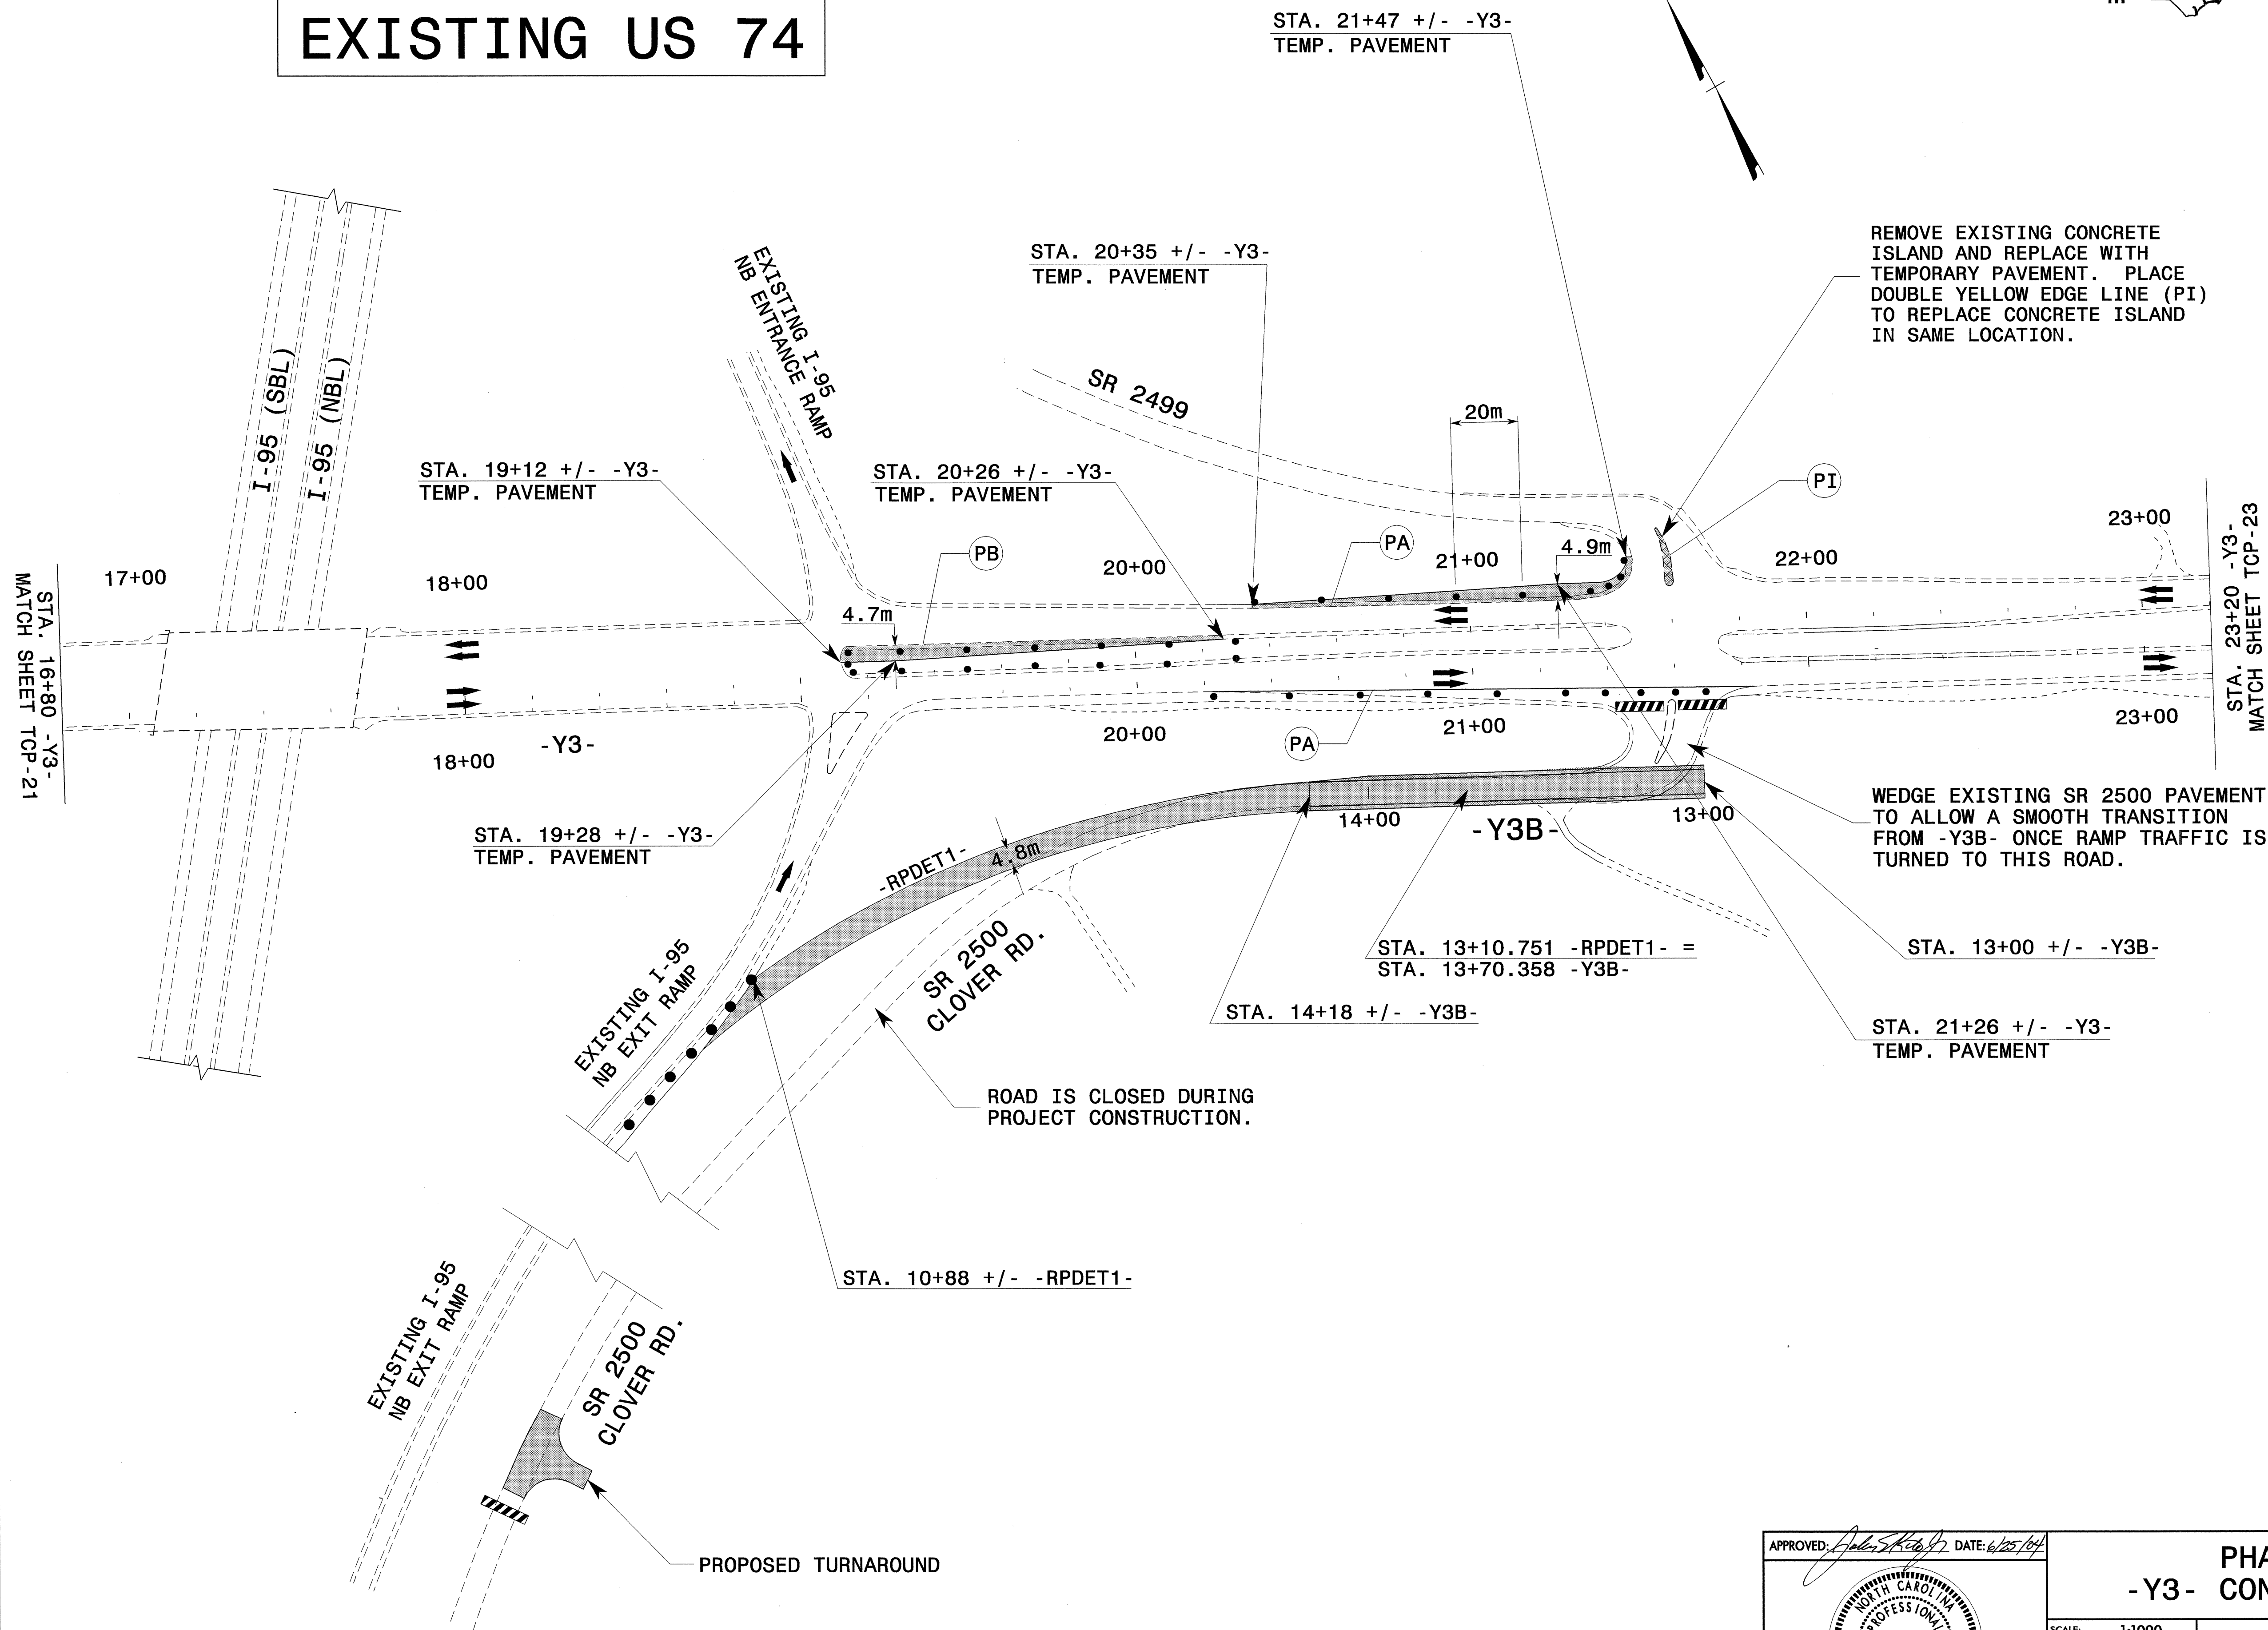 EXISTING US 74
STA. 21+47 +/- -Y3-
TEMP. PAVEMENT
M
REMOVE EXISTING CONCRETE
ISLAND AND REPLACE WITH
TEMPORARY PAVEMENT. PLACE
DOUBLE YELLOW EDGE LINE (PI)
TO REPLACE CONCRETE ISLAND
IN SAME LOCATION.
STA. 20+35 +/- -Y3-
TEMP. PAVEMENT
EXISTING I-95
NB ENTRANCE RAMP
I-95 (SBL)
I-95 (NBL)
SR 2499
20m
STA. 19+12 +/- -Y3-
TEMP. PAVEMENT
STA. 20+26 +/- -Y3-
TEMP. PAVEMENT
PI
PB
PA
4.9m
17+00
18+00
20+00
21+00
22+00
23+00
4.7m
STA. 16+80 -Y3-
MATCH SHEET TCP-21
STA. 23+20 -Y3-
MATCH SHEET TCP-23
18+00
-Y3-
20+00
PA
21+00
23+00
STA. 19+28 +/- -Y3-
TEMP. PAVEMENT
-RPDET1-
4.8m
14+00
-Y3B-
13+00
WEDGE EXISTING SR 2500 PAVEMENT
TO ALLOW A SMOOTH TRANSITION
FROM -Y3B- ONCE RAMP TRAFFIC IS
TURNED TO THIS ROAD.
EXISTING I-95
NB EXIT RAMP
SR 2500
CLOVER RD.
STA. 13+10.751 -RPDET1- =
STA. 13+70.358 -Y3B-
STA. 13+00 +/- -Y3B-
STA. 14+18 +/- -Y3B-
STA. 21+26 +/- -Y3-
TEMP. PAVEMENT
ROAD IS CLOSED DURING
PROJECT CONSTRUCTION.
STA. 10+88 +/- -RPDET1-
EXISTING I-95
NB EXIT RAMP
SR 2500
CLOVER RD.
PROPOSED TURNAROUND
APPROVED: DATE: 6/25/04
NORTH CAROLINA
PROFESSIONAL
PHA
-Y3- CON
SCALE: 1:1000